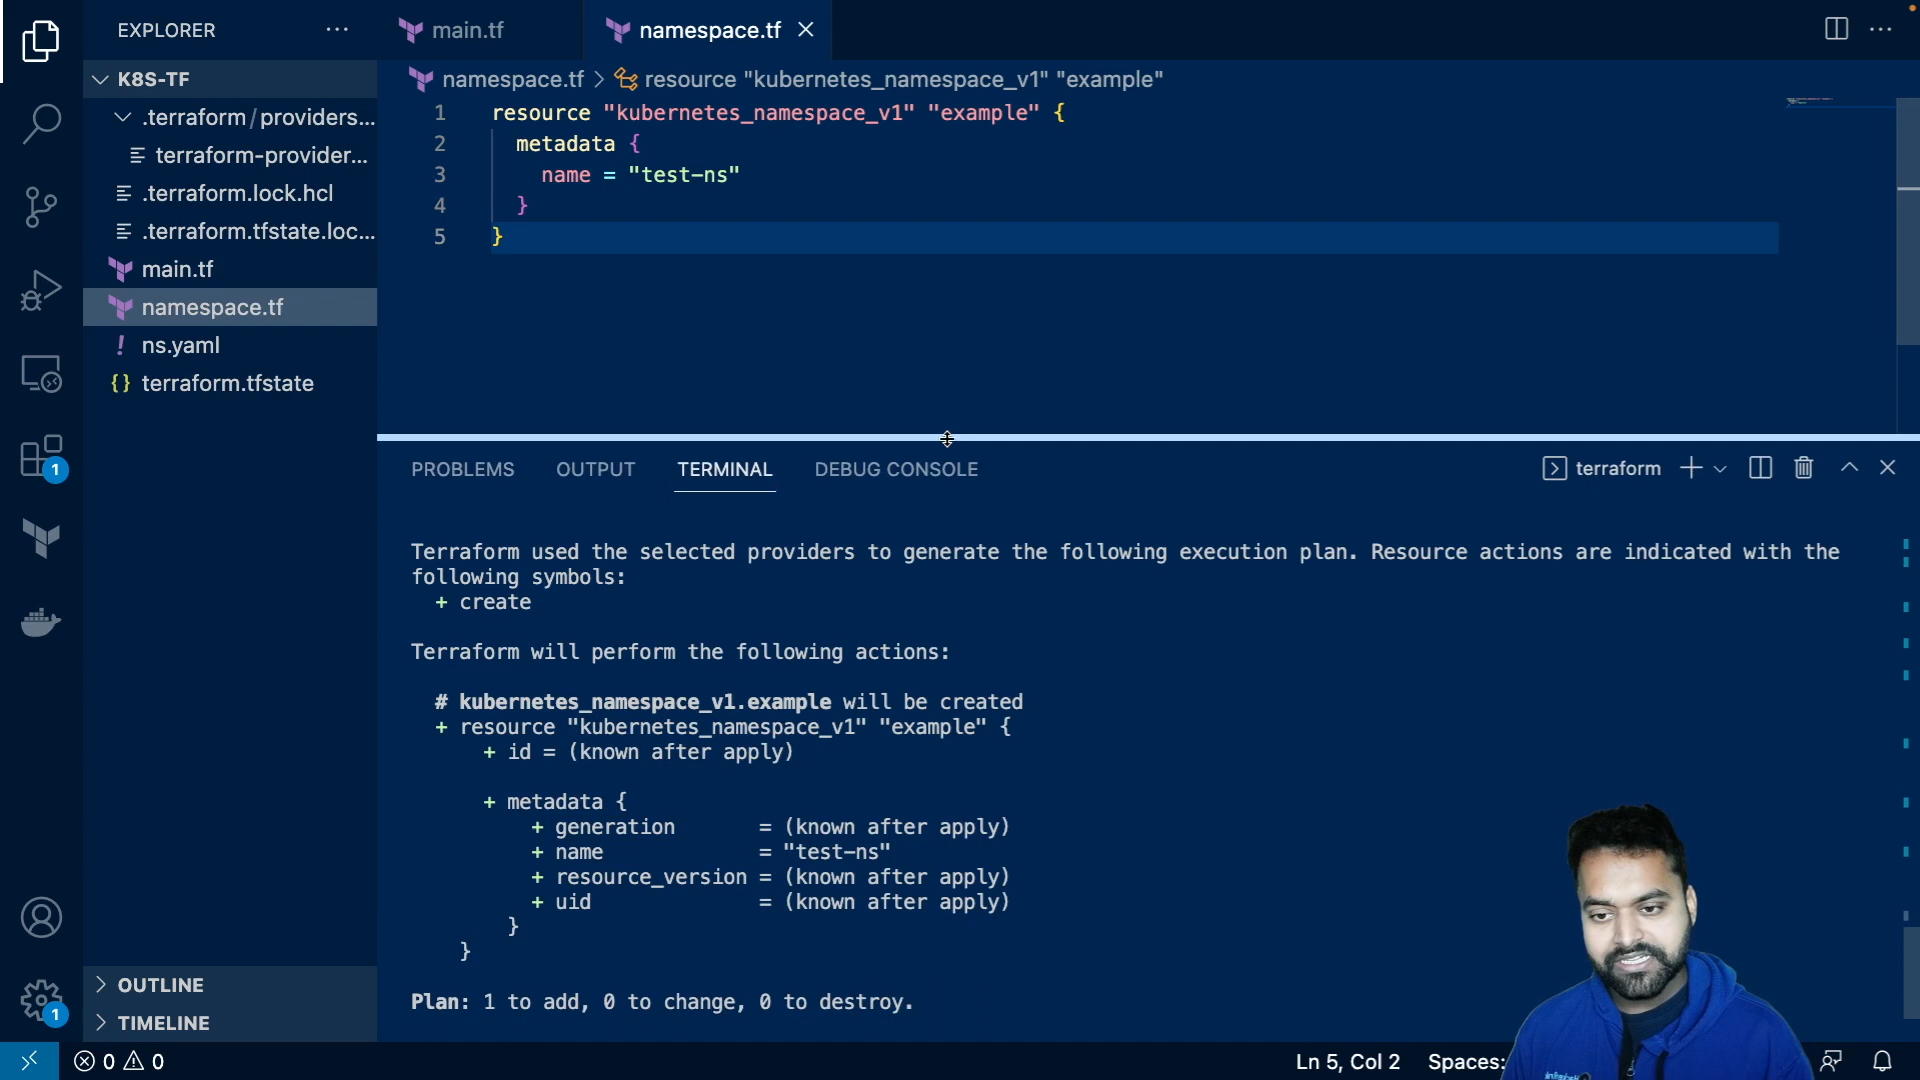 EXPLORER
main.tf
namespace.tf
K8S-TF
.terraform/providers...
terraform-provider...
.terraform.lock.hcl
.terraform.tfstate.loc...
main.tf
namespace.tf
ns.yaml
terraform.tfstate
OUTLINE
TIMELINE
namespace.tf > resource "kubernetes_namespace_v1" "example"
1 resource "kubernetes_namespace_v1" "example" {
2 metadata {
3 name = "test-ns"
4 }
5 }
PROBLEMS OUTPUT TERMINAL DEBUG CONSOLE
terraform
Terraform used the selected providers to generate the following execution plan. Resource actions are indicated with the
following symbols:
+ create
Terraform will perform the following actions:
# kubernetes_namespace_v1.example will be created
+ resource "kubernetes_namespace_v1" "example" {
+ id = (known after apply)
+ metadata {
+ generation = (known after apply)
+ name = "test-ns"
+ resource_version = (known after apply)
+ uid = (known after apply)
}
}
Plan: 1 to add, 0 to change, 0 to destroy.
1
1
0 0
Ln 5, Col 2 Spaces: